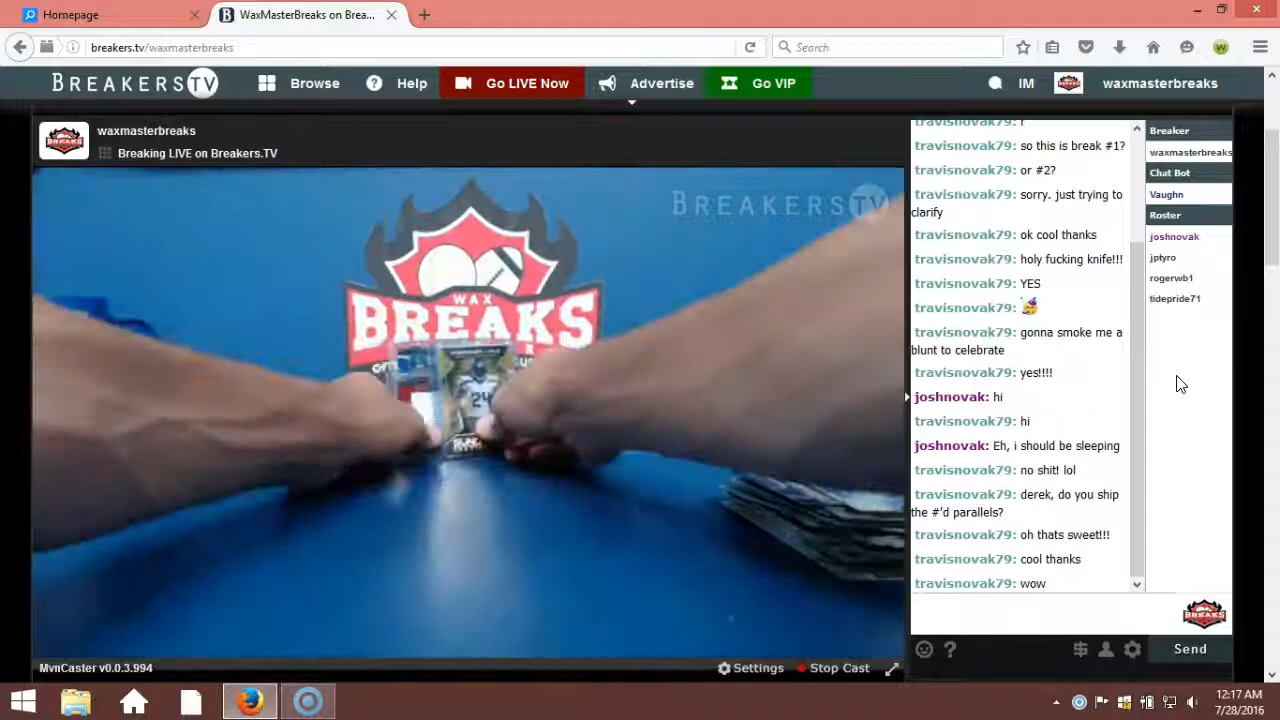 Homepage
WaxMasterBreaks on Brea...
breakers.tv/waxmasterbreaks
Search
BREAKERS TV
Browse
Help
Go LIVE Now
Advertise
Go VIP
IM
waxmasterbreaks
waxmasterbreaks
Breaking LIVE on Breakers.TV
BREAKERS TV
WAX
BREAKS
24
travisnovak79: r
travisnovak79: so this is break #1?
travisnovak79: or #2?
travisnovak79: sorry. just trying to
clarify
travisnovak79: ok cool thanks
travisnovak79: holy fucking knife!!!
travisnovak79: YES
travisnovak79:
travisnovak79: gonna smoke me a
blunt to celebrate
travisnovak79: yes!!!!
joshnovak: hi
travisnovak79: hi
joshnovak: Eh, i should be sleeping
travisnovak79: no shit! lol
travisnovak79: derek, do you ship
the #'d parallels?
travisnovak79: oh thats sweet!!!
travisnovak79: cool thanks
travisnovak79: wow
Breaker
waxmasterbreaks
Chat Bot
Vaughn
Roster
joshnovak
jptyro
rogerwb1
tidepride71
BREAKS
Send
MvnCaster v0.0.3.994
Settings
Stop Cast
12:17 AM
7/28/2016